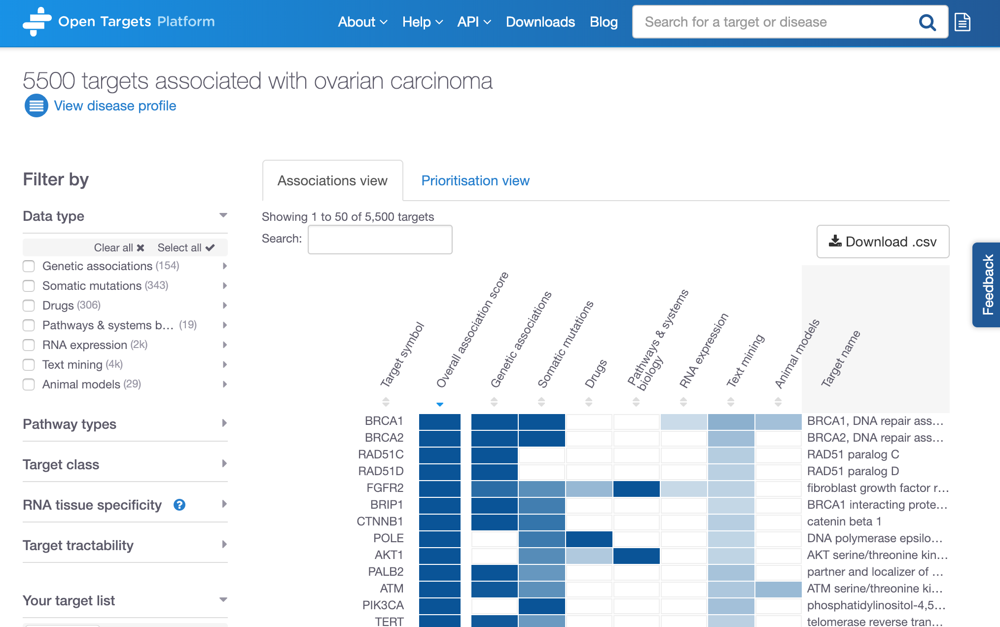 Open Targets Platform
About
Help
API
Downloads
Blog
Search for a target or disease
5500 targets associated with ovarian carcinoma
View disease profile
Filter by
Data type
Clear all
Select all
Genetic associations (154)
Somatic mutations (343)
Drugs (306)
Pathways & systems b... (19)
RNA expression (2k)
Text mining (4k)
Animal models (29)
Pathway types
Target class
RNA tissue specificity ?
Target tractability
Your target list
Associations view
Prioritisation view
Showing 1 to 50 of 5,500 targets
Search:
Download .csv
Feedback
Target symbol
Overall association score
Genetic associations
Somatic mutations
Drugs
Pathways & systems
biology
RNA expression
Text mining
Animal models
Target name
BRCA1 BRCA1, DNA repair ass...
BRCA2 BRCA2, DNA repair ass...
RAD51C RAD51 paralog C
RAD51D RAD51 paralog D
FGFR2 fibroblast growth factor r...
BRIP1 BRCA1 interacting prote...
CTNNB1 catenin beta 1
POLE DNA polymerase epsilo...
AKT1 AKT serine/threonine kin...
PALB2 partner and localizer of ...
ATM ATM serine/threonine ki...
PIK3CA phosphatidylinositol-4,5...
TERT telomerase reverse tran...